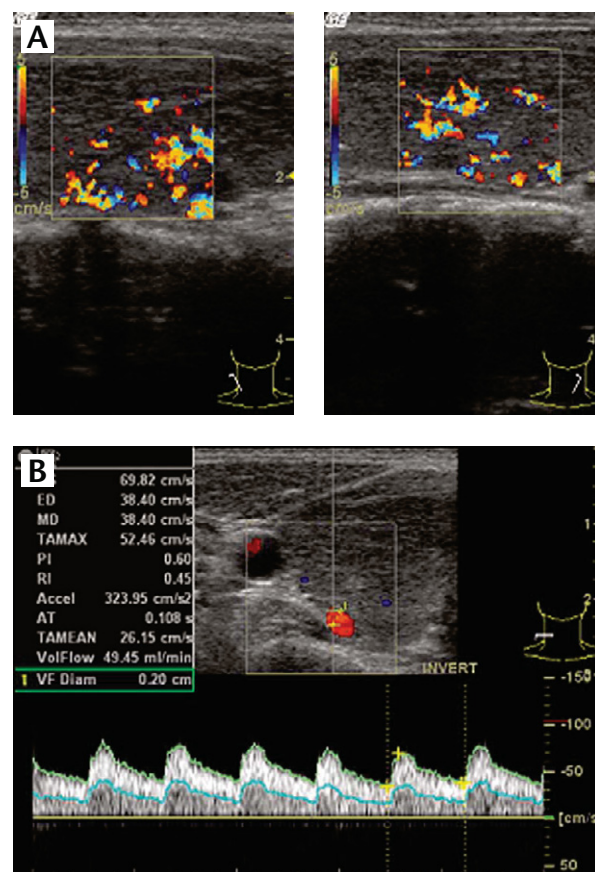 A
5
-5
cm/s
2
4
5
-5
cm/s
4
B
69.82 cm/s
ED 38.40 cm/s
MD 38.40 cm/s
TAMAX 52.46 cm/s
PI 0.60
RI 0.45
Accel 323.95 cm/s2
AT 0.108 s
TAMEAN 26.15 cm/s
VolFlow 49.45 ml/min
1 VF Diam 0.20 cm
1
2
INVERT
-150
-100
-50
[cm/s
50